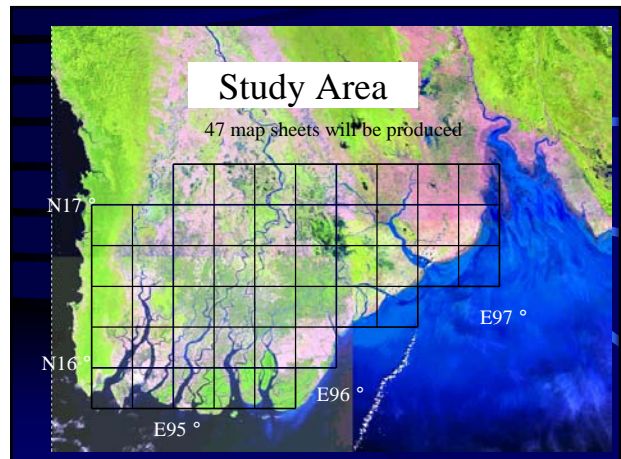 Study Area
47 map sheets will be produced
N17 °
E97 °
N16 °
E96 °
E95 °